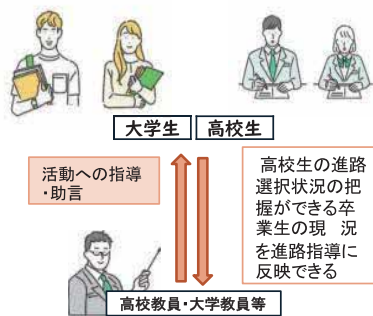 大学生
高校生
活動への指導
・助言
高校生の進路
選択状況の把
握ができる卒
業生の現　況
を進路指導に
反映できる
高校教員・大学教員等